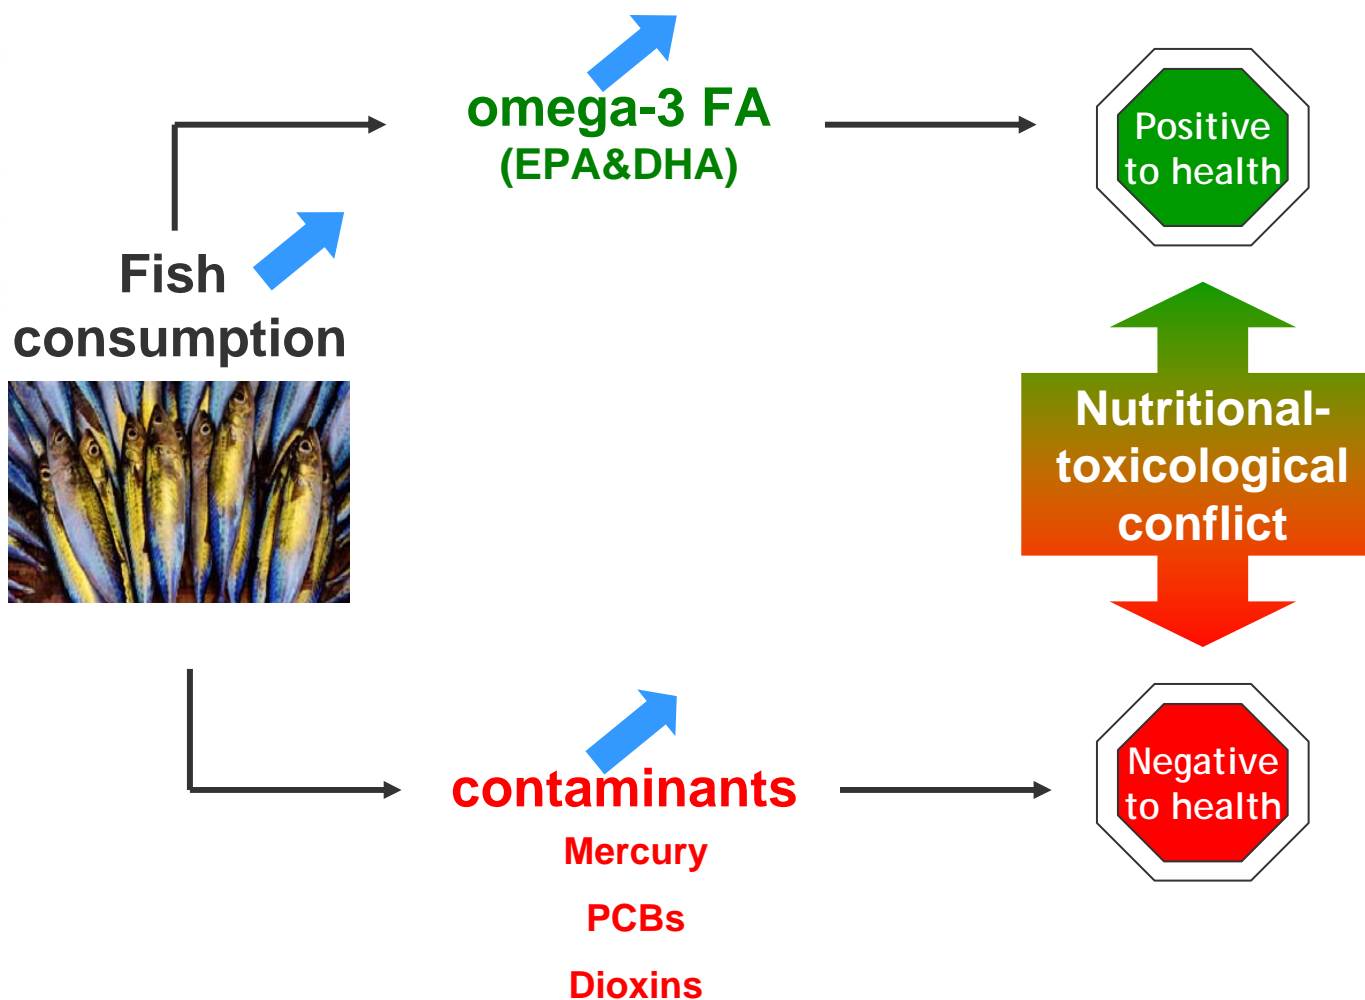 omega-3 FA
(EPA&DHA)
Positive
to health
Fish
consumption
Nutritional-
toxicological
conflict
contaminants
Mercury
PCBs
Dioxins
Negative
to health